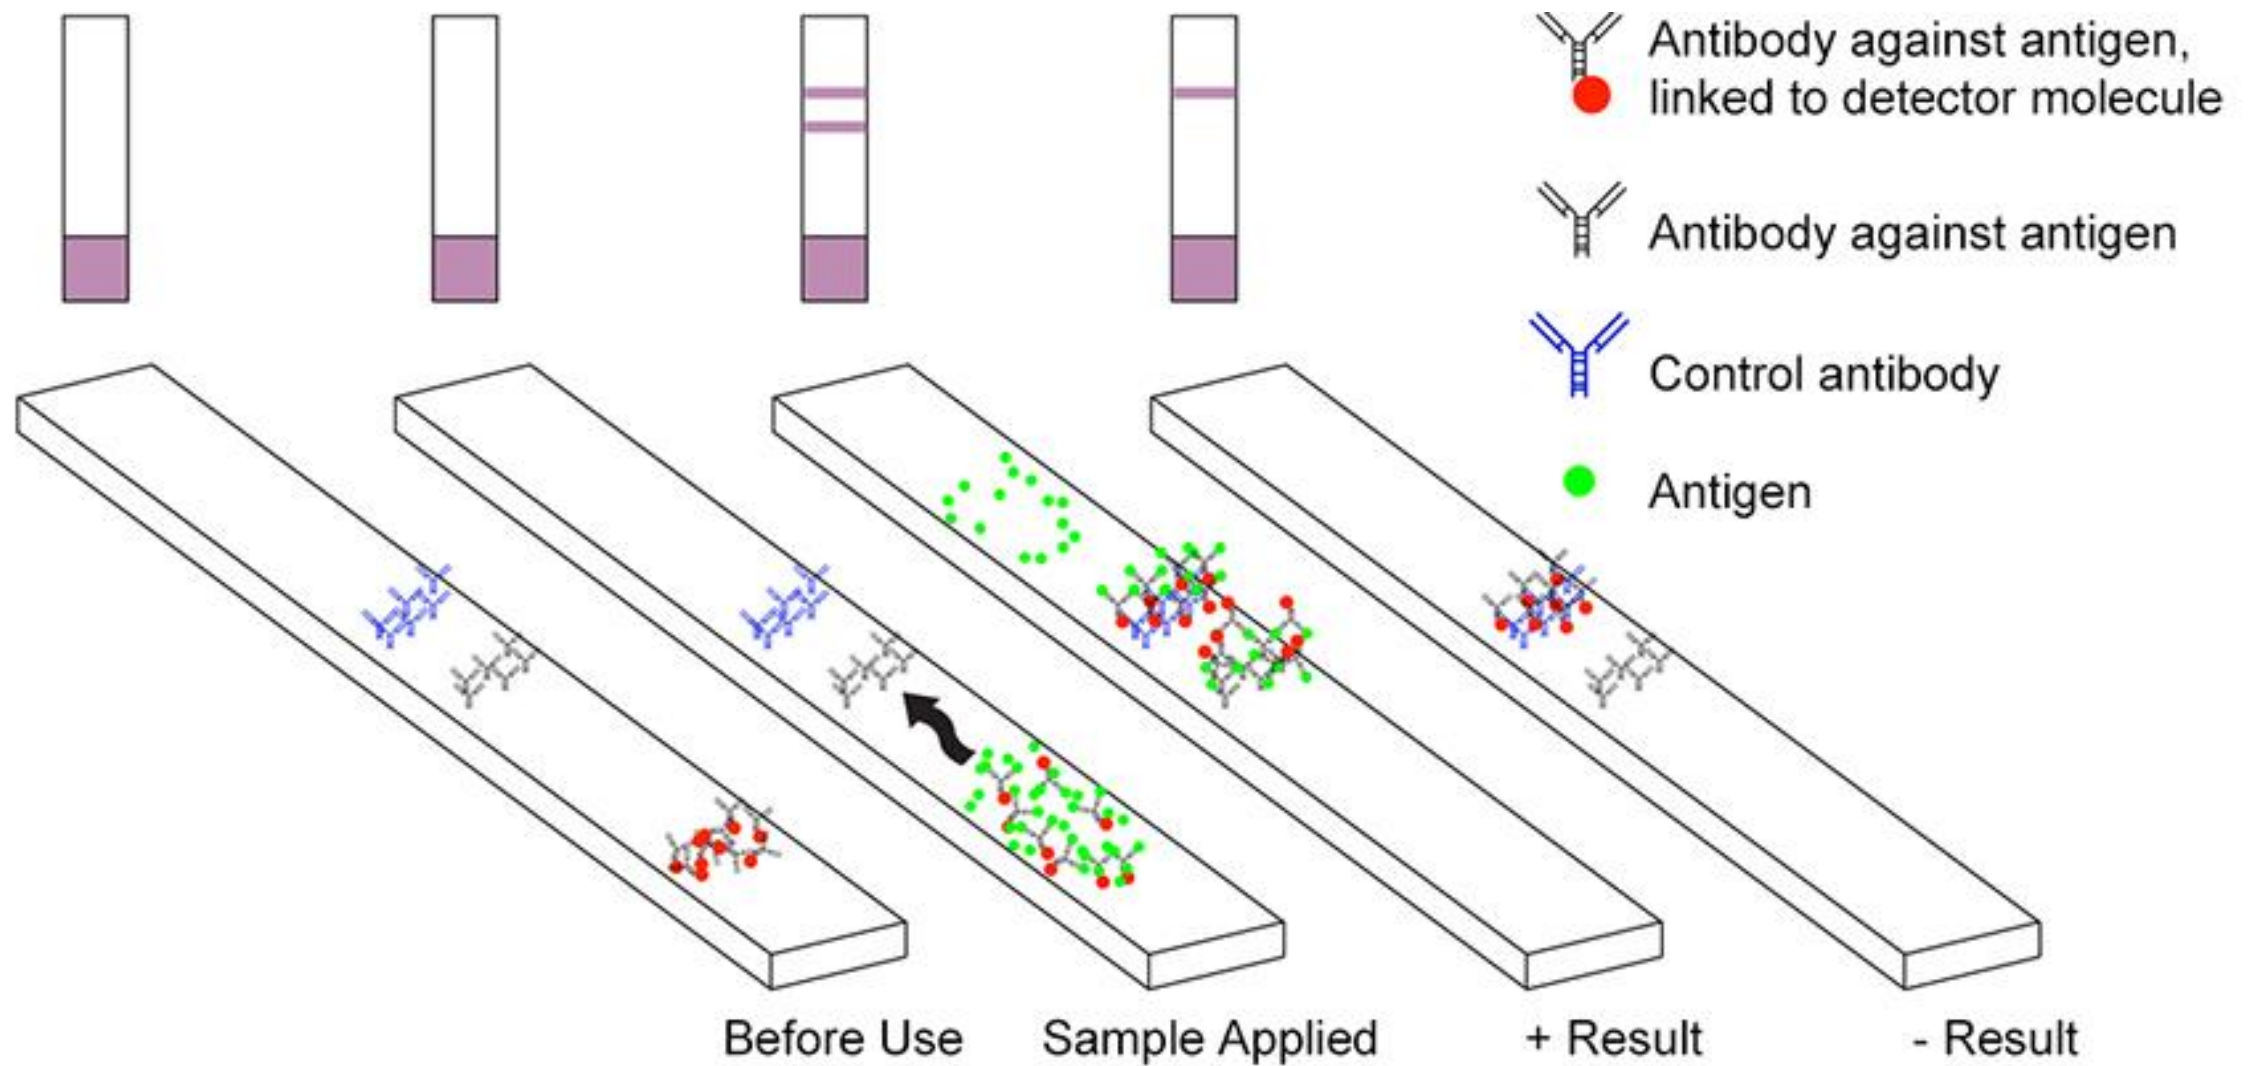 Antibody against antigen,
linked to detector molecule
Antibody against antigen
Control antibody
Antigen
Before Use
Sample Applied
+ Result
- Result